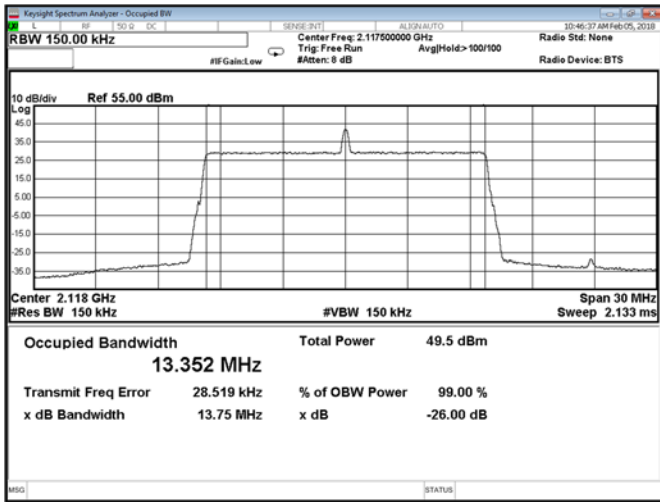 Keysight Spectrum Analyzer - Occupied BW
L RF 50 Ω DC SENSE:INT ALIGN AUTO 10:46:37 AM Feb 05, 2018
RBW 150.00 kHz Center Freq: 2.117500000 GHz Radio Std: None
Trig: Free Run Avg|Hold:>100/100
#IFGain:Low #Atten: 8 dB Radio Device: BTS
10 dB/div Ref 55.00 dBm
Log
45.0
35.0
25.0
15.0
5.00
-5.00
-15.0
-25.0
-35.0
Center 2.118 GHz Span 30 MHz
#Res BW 150 kHz #VBW 150 kHz Sweep 2.133 ms
Occupied Bandwidth Total Power 49.5 dBm
13.352 MHz
Transmit Freq Error 28.519 kHz % of OBW Power 99.00 %
x dB Bandwidth 13.75 MHz x dB -26.00 dB
MSG STATUS